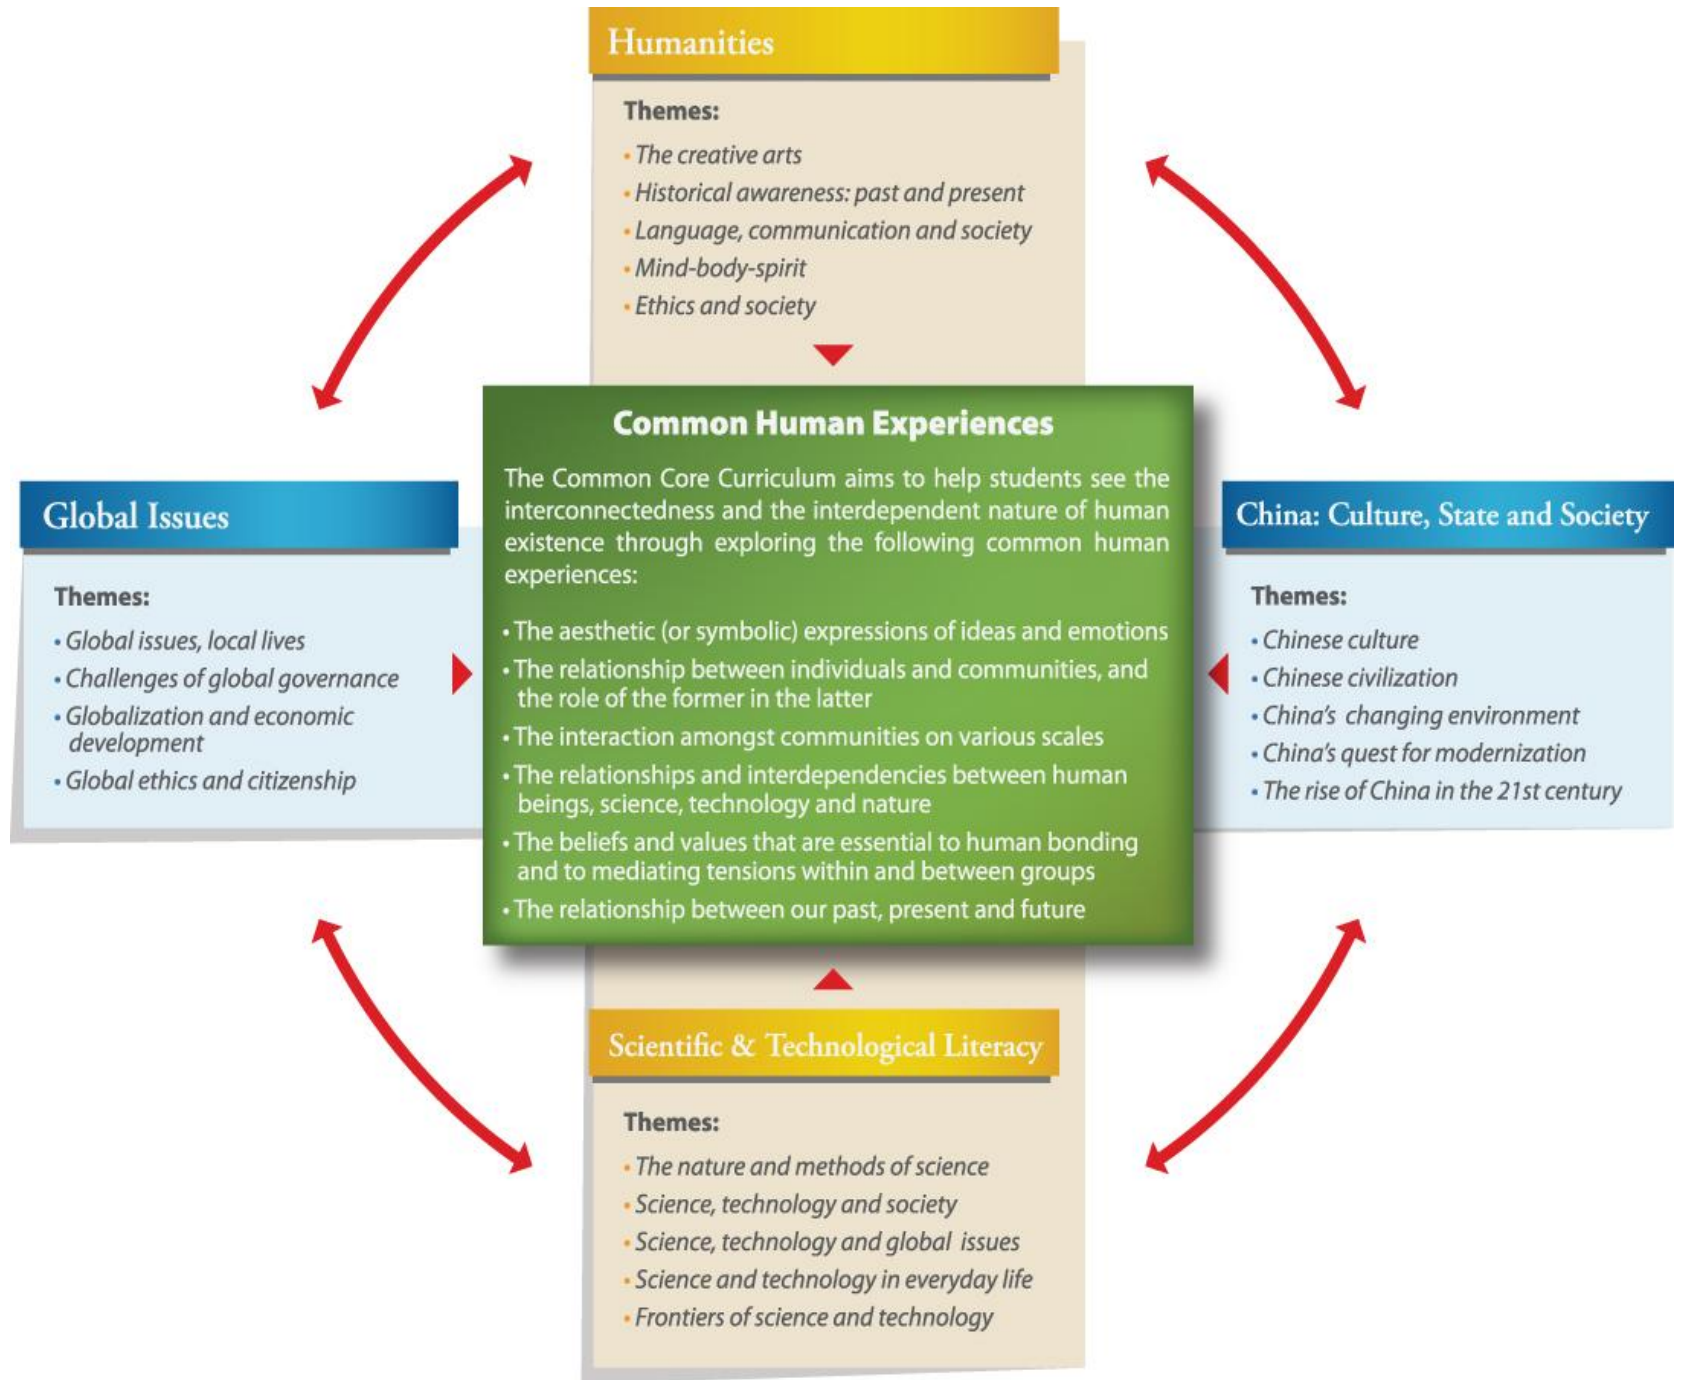 Humanities
Themes:
• The creative arts
• Historical awareness: past and present
• Language, communication and society
• Mind-body-spirit
• Ethics and society
Common Human Experiences
The Common Core Curriculum aims to help students see the
interconnectedness and the interdependent nature of human
existence through exploring the following common human
experiences:
• The aesthetic (or symbolic) expressions of ideas and emotions
• The relationship between individuals and communities, and
the role of the former in the latter
• The interaction amongst communities on various scales
• The relationships and interdependencies between human
beings, science, technology and nature
• The beliefs and values that are essential to human bonding
and to mediating tensions within and between groups
• The relationship between our past, present and future
Global Issues
Themes:
• Global issues, local lives
• Challenges of global governance
• Globalization and economic
development
• Global ethics and citizenship
China: Culture, State and Society
Themes:
• Chinese culture
• Chinese civilization
• China's changing environment
• China's quest for modernization
• The rise of China in the 21st century
Scientific & Technological Literacy
Themes:
• The nature and methods of science
• Science, technology and society
• Science, technology and global issues
• Science and technology in everyday life
• Frontiers of science and technology